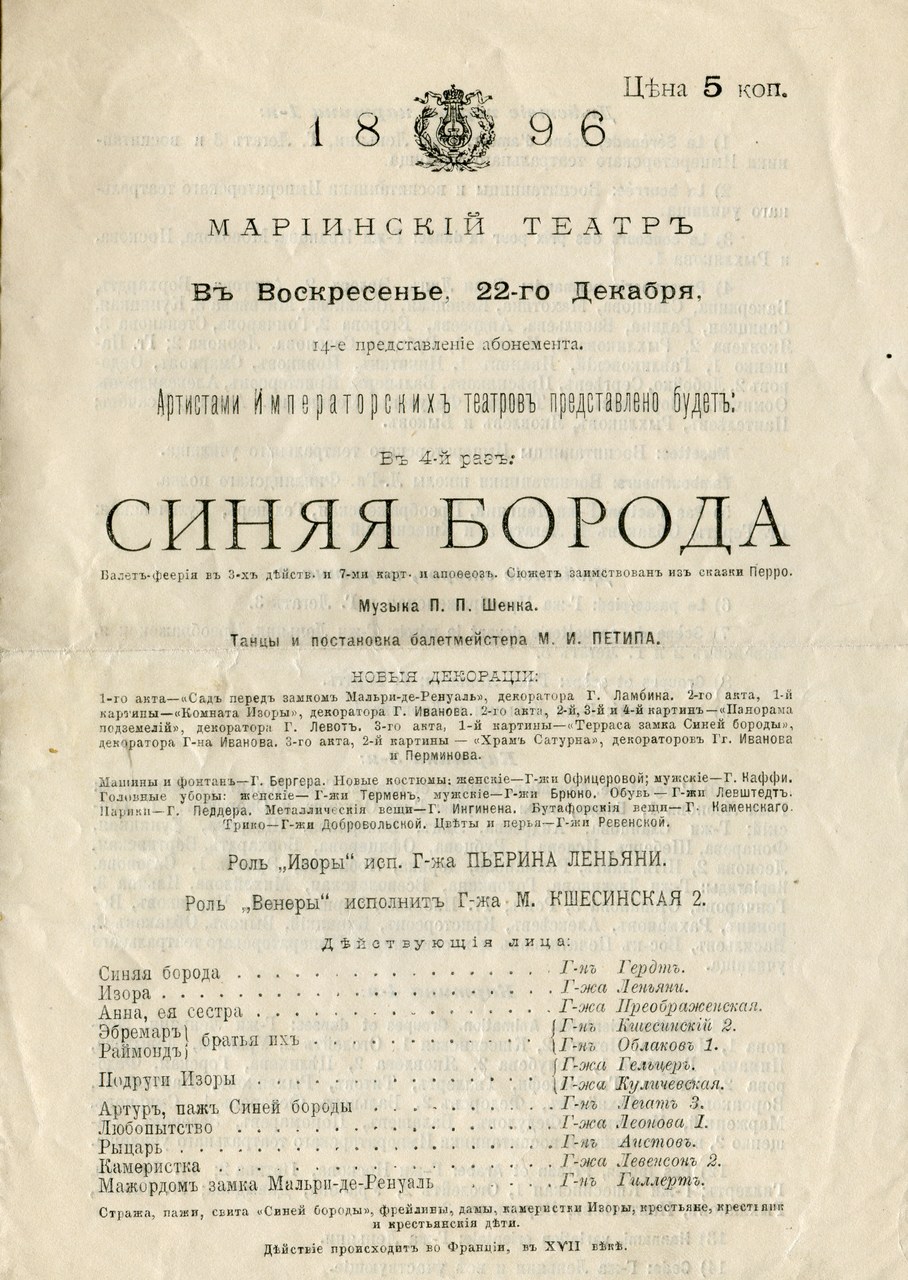 Цѣна 5 коп.
18 96
МАРІИНСКІЙ ТЕАТРЪ
Въ Воскресенье, 22-го Декабря,
14-е представленіе абонемента.
Артистами Императорскихъ театровъ представлено будетъ:
Въ 4-й разъ:
СИНЯЯ БОРОДА
Балетъ-феерія въ 3-хъ дѣйств. и 7-ми карт. и апоѳеозъ. Сюжетъ заимствованъ изъ сказки Перро.
Музыка П. П. Шенка.
Танцы и постановка балетмейстера М. И. ПЕТИПА.
НОВЫЯ ДЕКОРАЦІИ:
1-го акта—«Садъ передъ замкомъ Мальри-де-Ренуаль», декоратора Г. Ламбина. 2-го акта, 1-й
картины—«Комната Изоры», декоратора Г. Иванова. 2-го акта, 2-й, 3-й и 4-й картинъ—«Панорама
подземелій», декоратора Г. Левотъ. 3-го акта, 1-й картины—«Терраса замка Синей бороды»,
декоратора Г-на Иванова. 3-го акта, 2-й картины — «Храмъ Сатурна», декораторовъ Гг. Иванова
и Перминова.
Машины и фонтанъ—Г. Бергера. Новые костюмы: женскіе—Г-жи Офицеровой; мужскіе—Г. Каффи.
Головные уборы: женскіе— Г-жи Терменъ, мужскіе—Г-жи Брюно. Обувь — Г-жи Левштедтъ.
Парики—Г. Педдера. Металлическія вещи—Г. Ингинена. Бутафорскія вещи—Г. Каменскаго.
Трико—Г-жи Добровольской. Цвѣты и перья—Г-жи Ревенской.
Роль „Изоры“ исп. Г-жа ПЬЕРИНА ЛЕНЬЯНИ.
Роль „Венеры“ исполнитъ Г-жа М. КШЕСИНСКАЯ 2.
Дѣйствующія лица:
Синяя борода . . . . . . . . . . . . . . . . Г-нъ Гердтъ.
Изора . . . . . . . . . . . . . . . . . . . Г-жа Леньяни.
Анна, ея сестра . . . . . . . . . . . . . . Г-жа Преображенская.
Эбремаръ } братья ихъ . . . . . . . . . . { Г-нъ Кшесинскій 2.
Раймондъ } { Г-нъ Облаковъ 1.
Подруги Изоры . . . . . . . . . . . . . { Г-жа Гельцеръ.
{ Г-жа Куличевская.
Артуръ, пажъ Синей бороды . . . . . . . . Г-нъ Легатъ 3.
Любопытство . . . . . . . . . . . . . . . Г-жа Леонова 1.
Рыцарь . . . . . . . . . . . . . . . . . Г-нъ Аистовъ.
Камеристка . . . . . . . . . . . . . . . Г-жа Левенсонъ 2.
Мажордомъ замка Мальри-де-Ренуаль . . . . . Г-нъ Гиллертъ.
Стража, пажи, свита «Синей бороды», фрейлины, дамы, камеристки Изоры, крестьяне, крестьянки
и крестьянскія дѣти.
Дѣйствіе происходитъ во Франціи, въ XVII вѣкѣ.